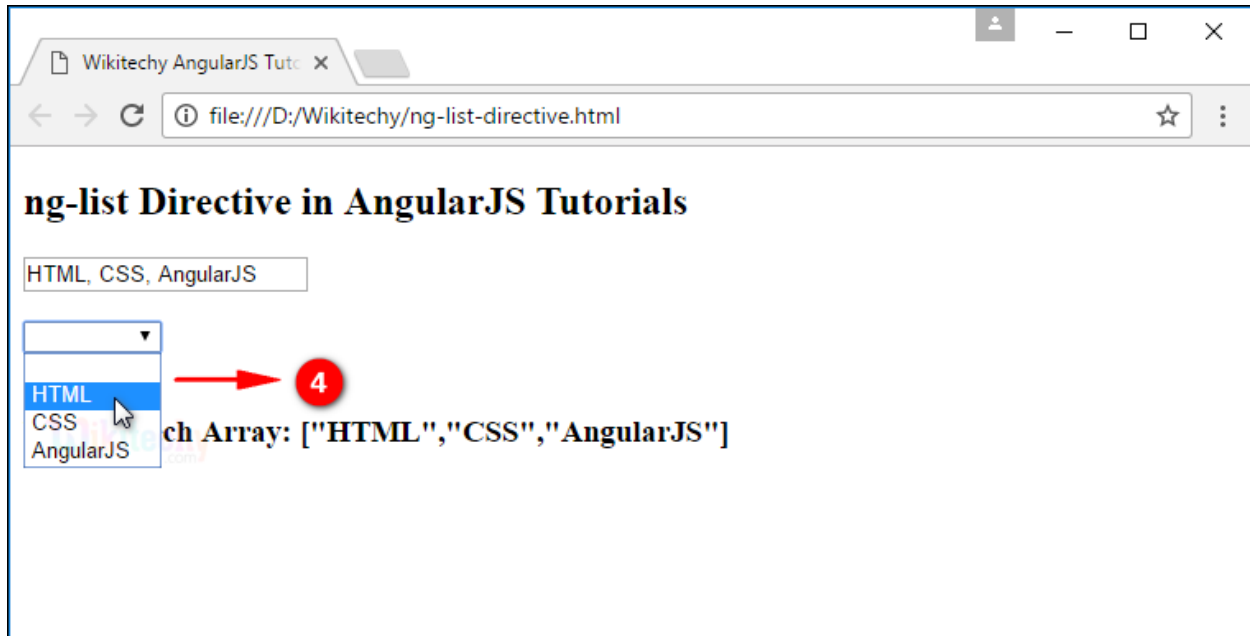 Wikitechy AngularJS Tuto
file:///D:/Wikitechy/ng-list-directive.html
ng-list Directive in AngularJS Tutorials
HTML, CSS, AngularJS
4
HTML
CSS
ch Array: ["HTML","CSS","AngularJS"]
AngularJS
.com